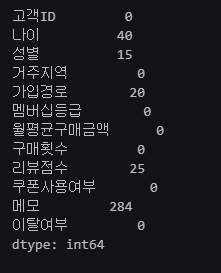 고객ID 0
나이 40
성별 15
거주지역 0
가입경로 20
멤버십등급 0
월평균구매금액 0
구매횟수 0
리뷰점수 25
쿠폰사용여부 0
메모 284
이탈여부 0
dtype: int64